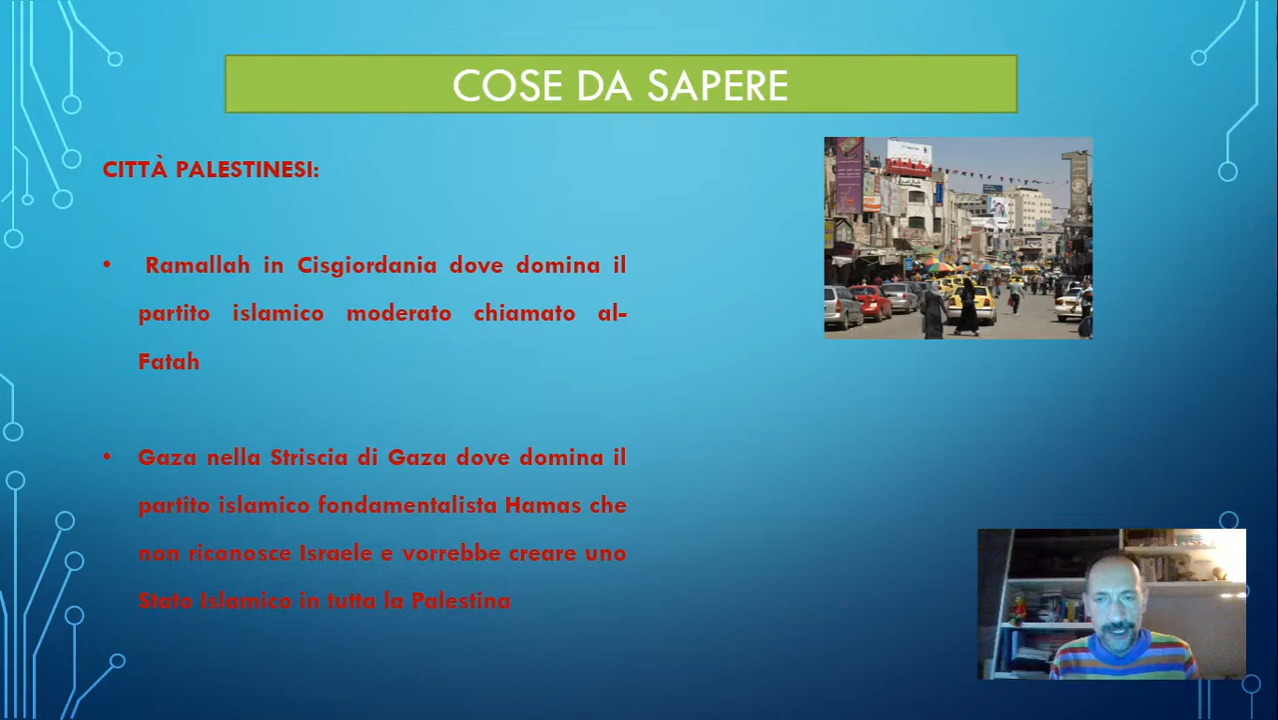 COSE DA SAPERE
CITTÀ PALESTINESI:
• Ramallah in Cisgiordania dove domina il
partito islamico moderato chiamato al-
Fatah
• Gaza nella Striscia di Gaza dove domina il
partito islamico fondamentalista Hamas che
non riconosce Israele e vorrebbe creare uno
Stato Islamico in tutta la Palestina